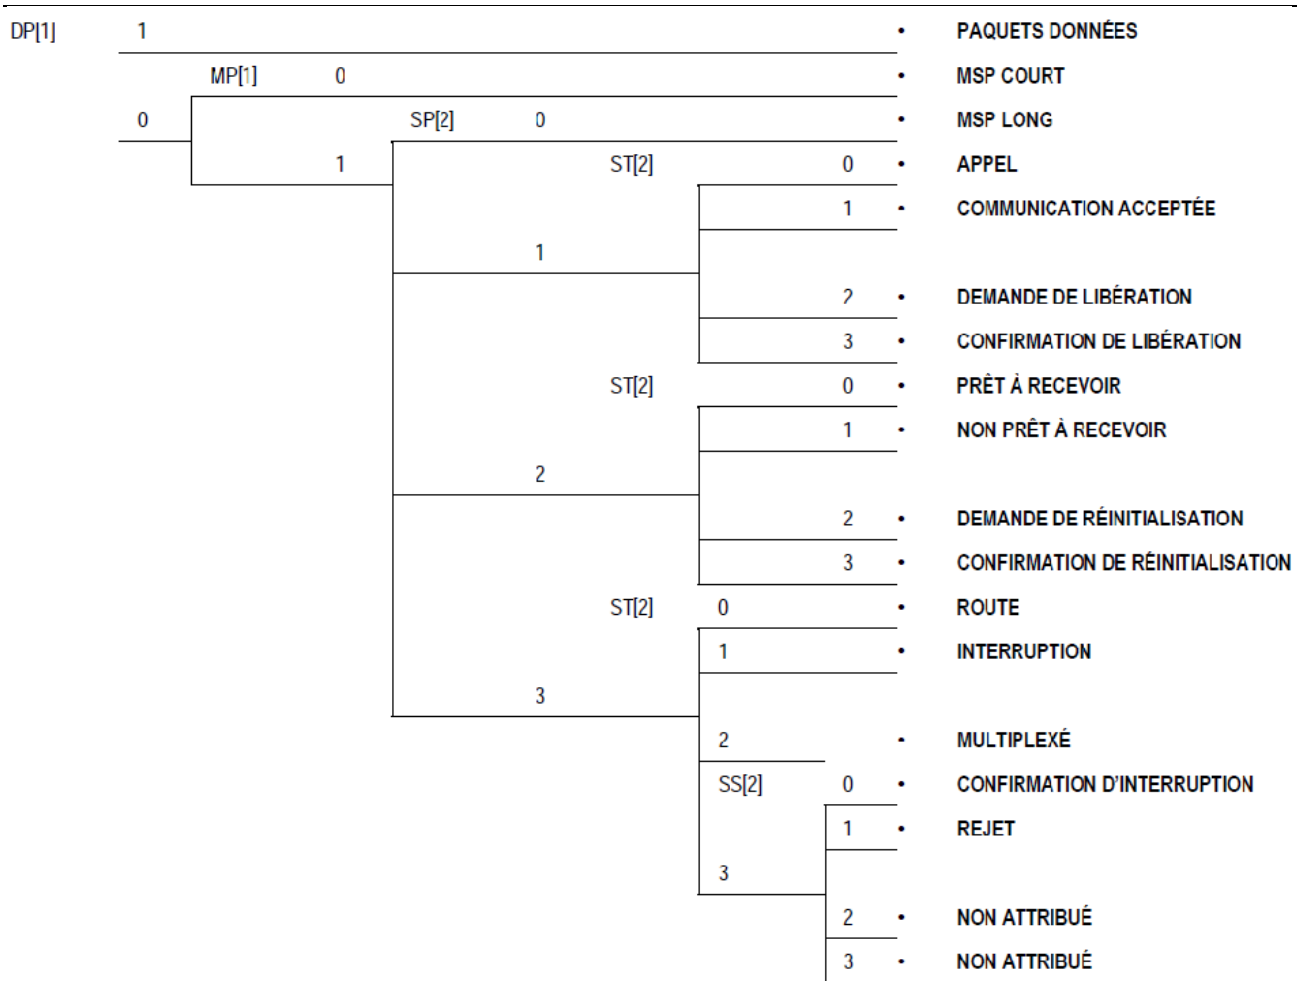 DP[1] 1 • PAQUETS DONNÉES
MP[1] 0 • MSP COURT
0 SP[2] 0 • MSP LONG
1 ST[2] 0 • APPEL
1 • COMMUNICATION ACCEPTÉE
1
2 • DEMANDE DE LIBÉRATION
3 • CONFIRMATION DE LIBÉRATION
ST[2] 0 • PRÊT À RECEVOIR
1 • NON PRÊT À RECEVOIR
2
2 • DEMANDE DE RÉINITIALISATION
3 • CONFIRMATION DE RÉINITIALISATION
ST[2] 0 • ROUTE
1 • INTERRUPTION
3
2 • MULTIPLEXÉ
SS[2] 0 • CONFIRMATION D'INTERRUPTION
1 • REJET
3
2 • NON ATTRIBUÉ
3 • NON ATTRIBUÉ